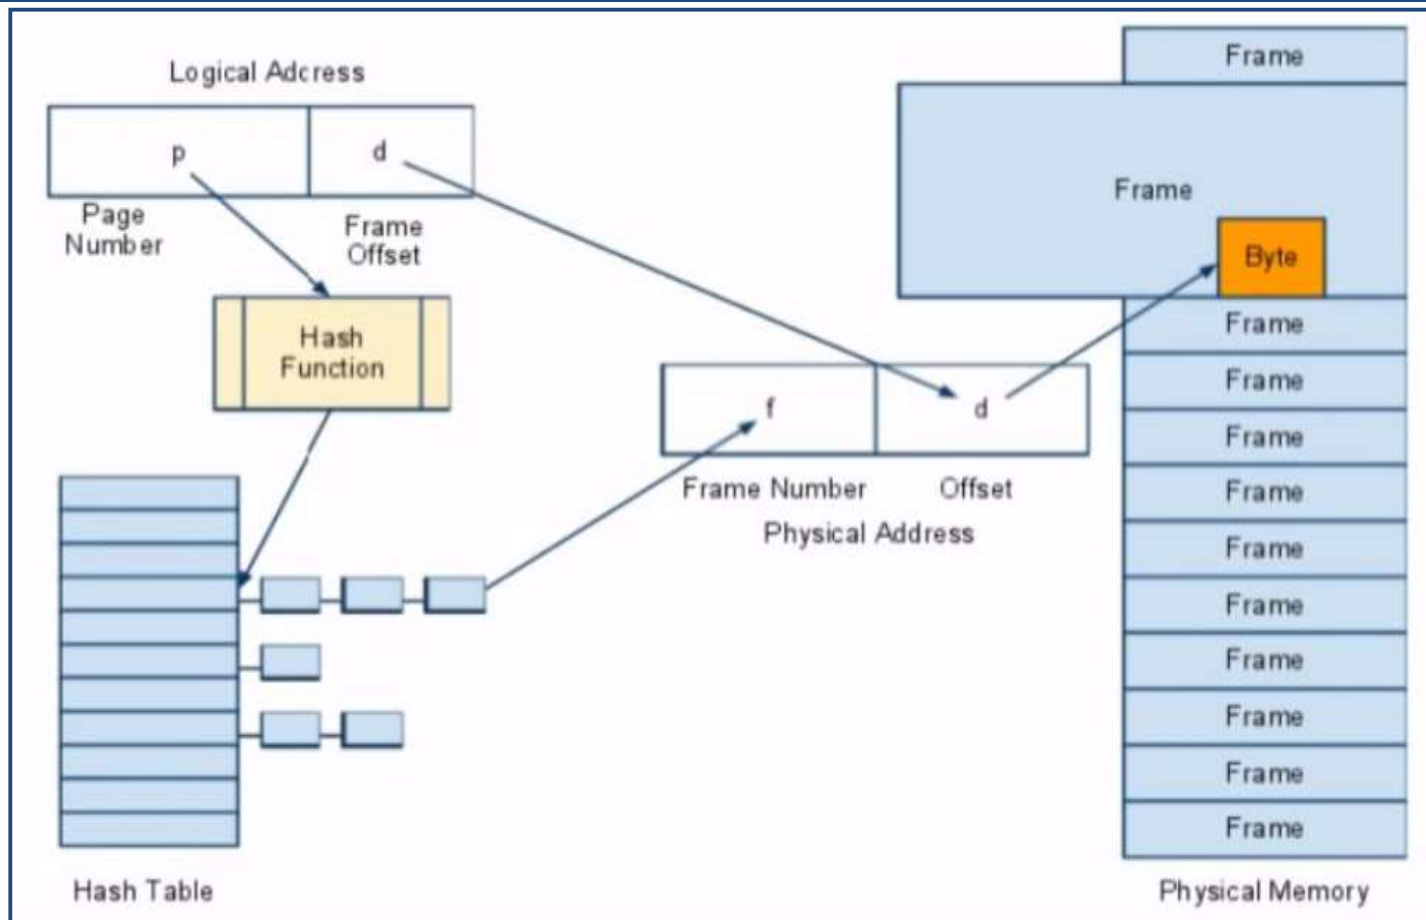 Logical Adcress
p
d
Page
Number
Frame
Offset
Hash
Function
Hash Table
f
d
Frame Number
Offset
Physical Address
Frame
Frame
Byte
Frame
Frame
Frame
Frame
Frame
Frame
Frame
Frame
Frame
Frame
Physical Memory